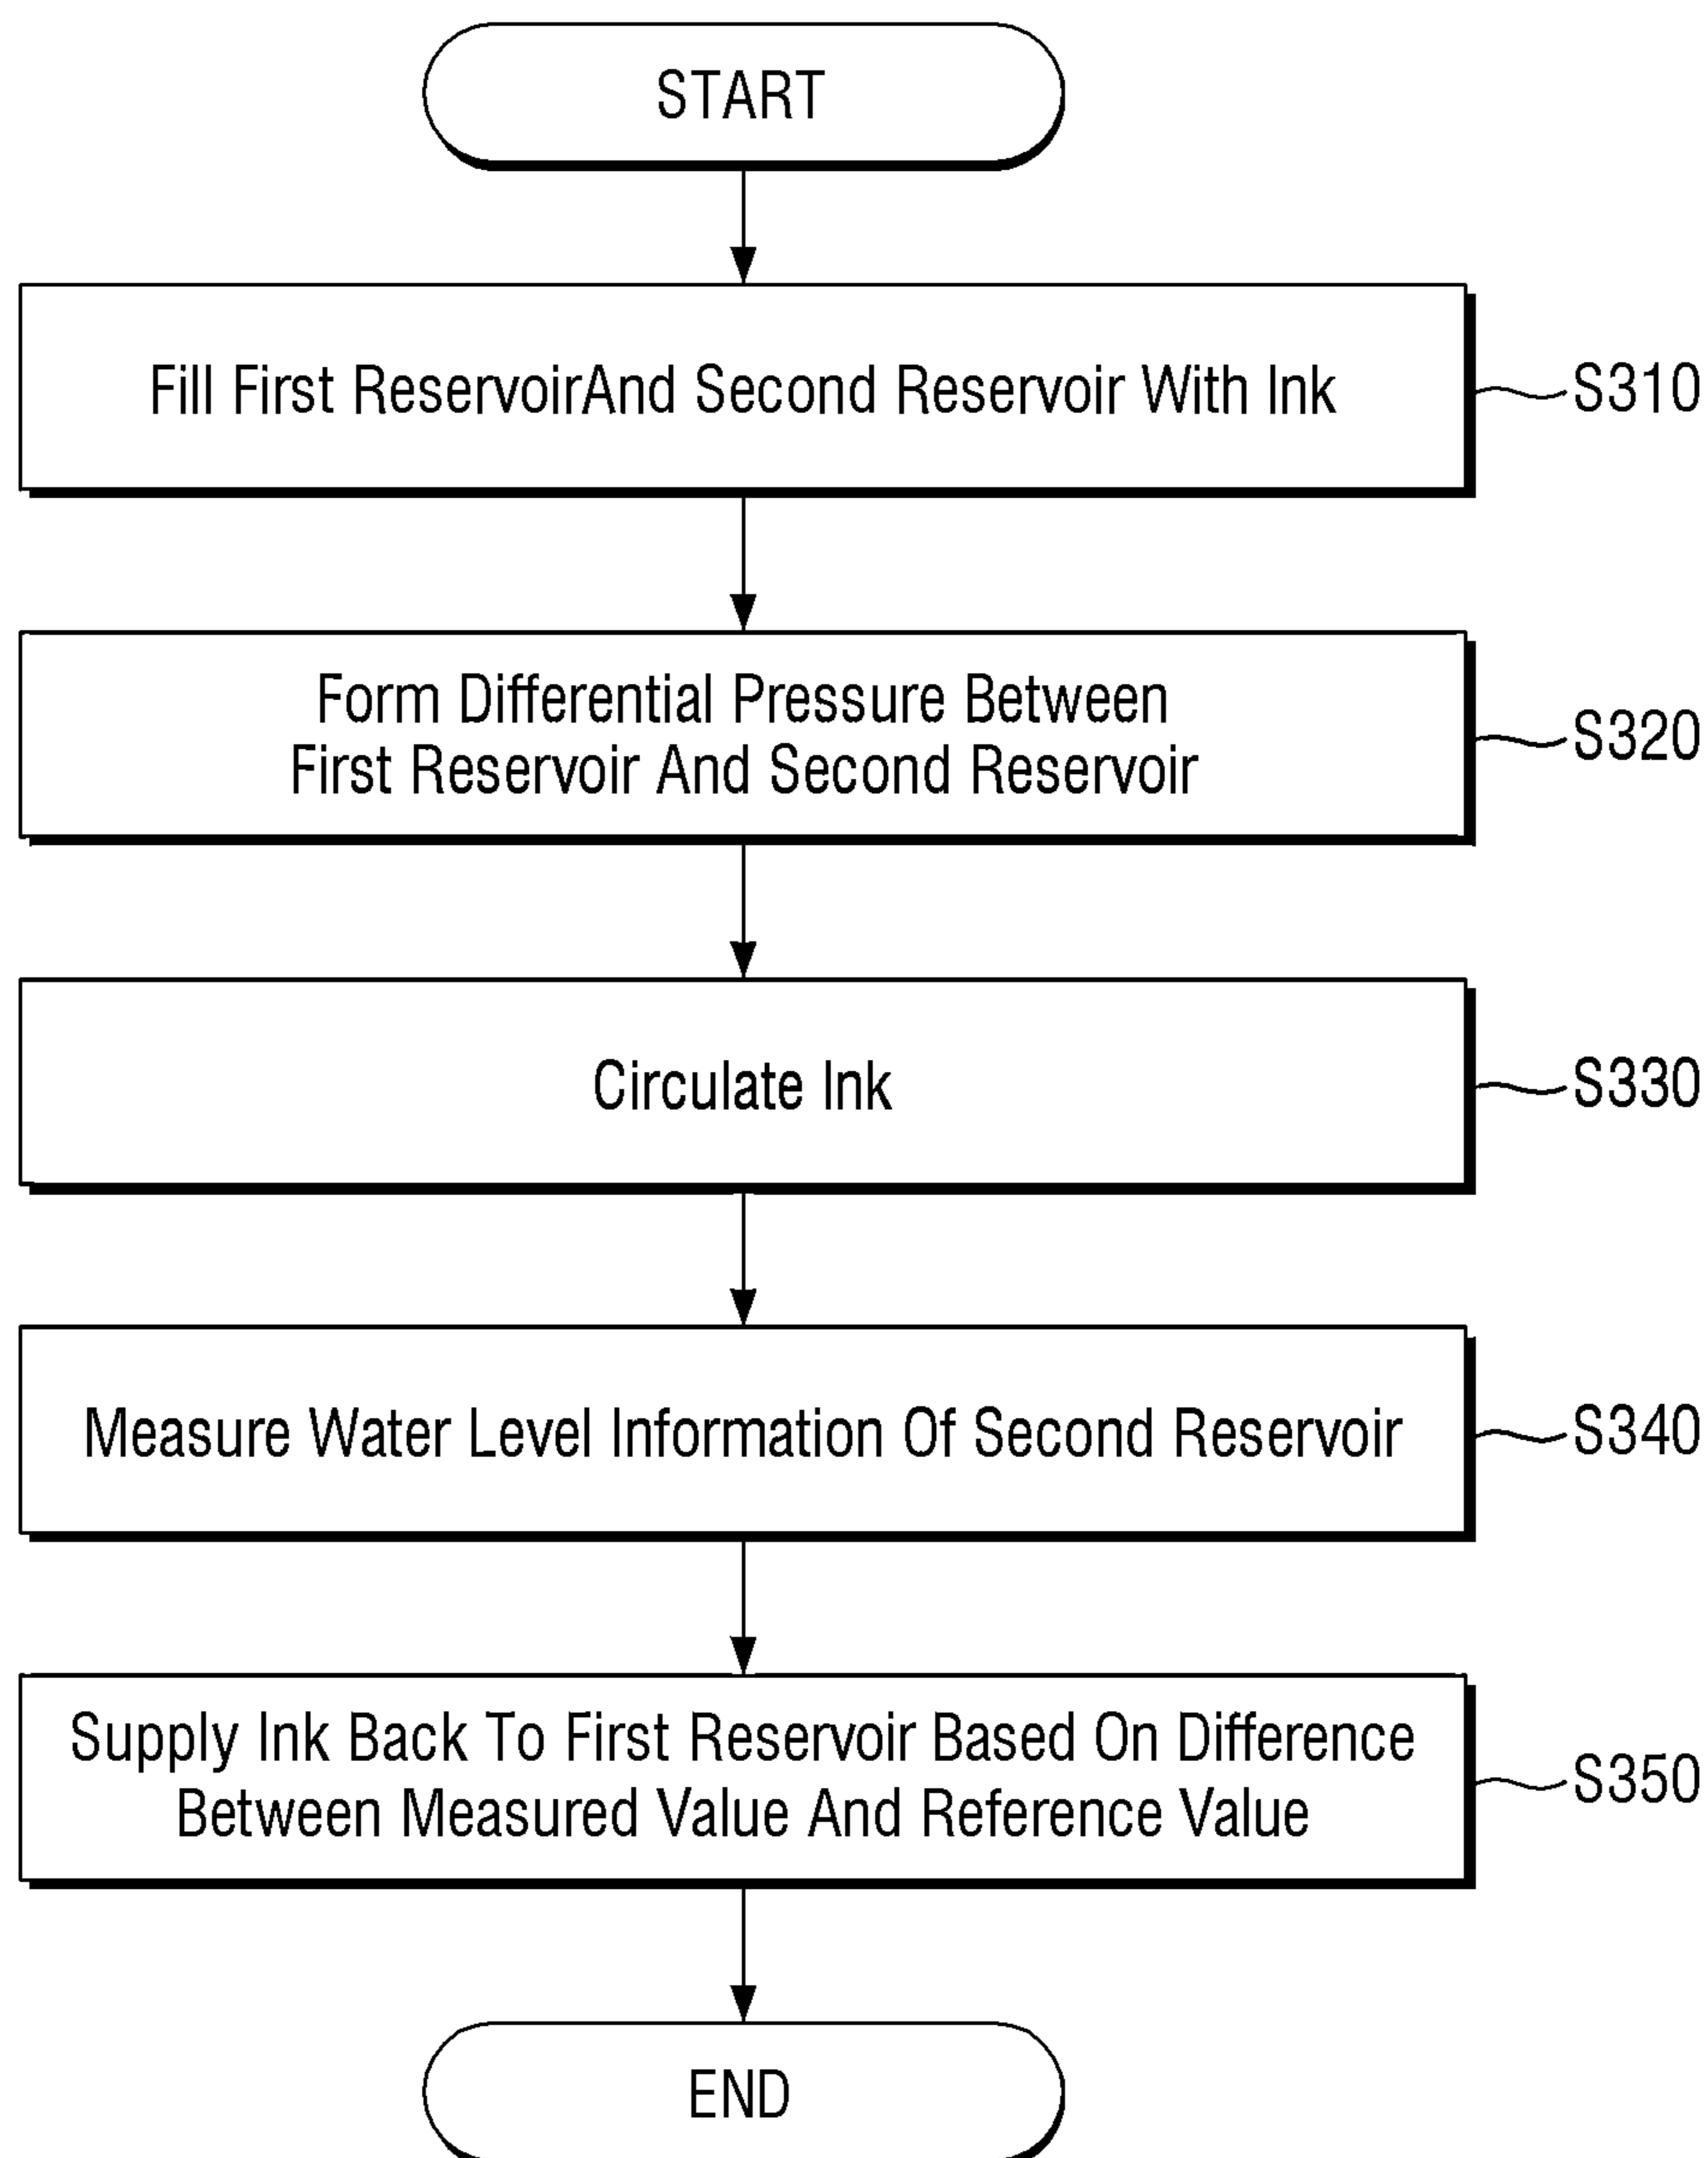 START
Fill First ReservoirAnd Second Reservoir With Ink
S310
Form Differential Pressure Between
First Reservoir And Second Reservoir
S320
Circulate Ink
S330
Measure Water Level Information Of Second Reservoir
S340
Supply Ink Back To First Reservoir Based On Difference
Between Measured Value And Reference Value
S350
END